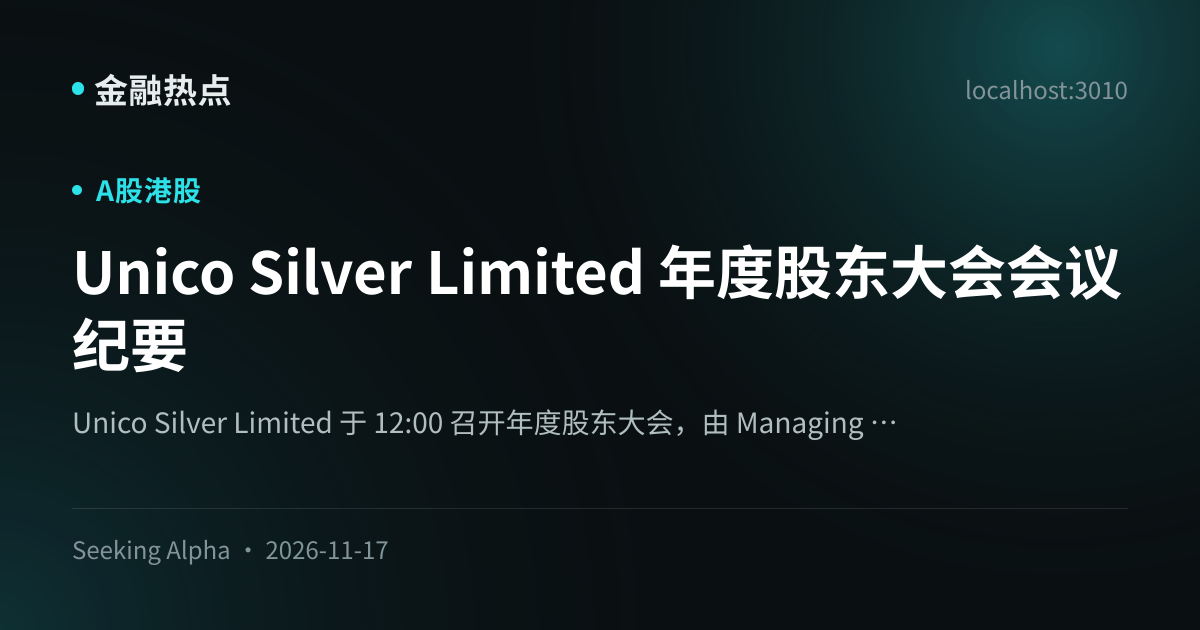 金融热点
localhost:3010
A股港股
Unico Silver Limited 年度股东大会会议
纪要
Unico Silver Limited 于 12:00 召开年度股东大会，由 Managing …
Seeking Alpha · 2026-11-17